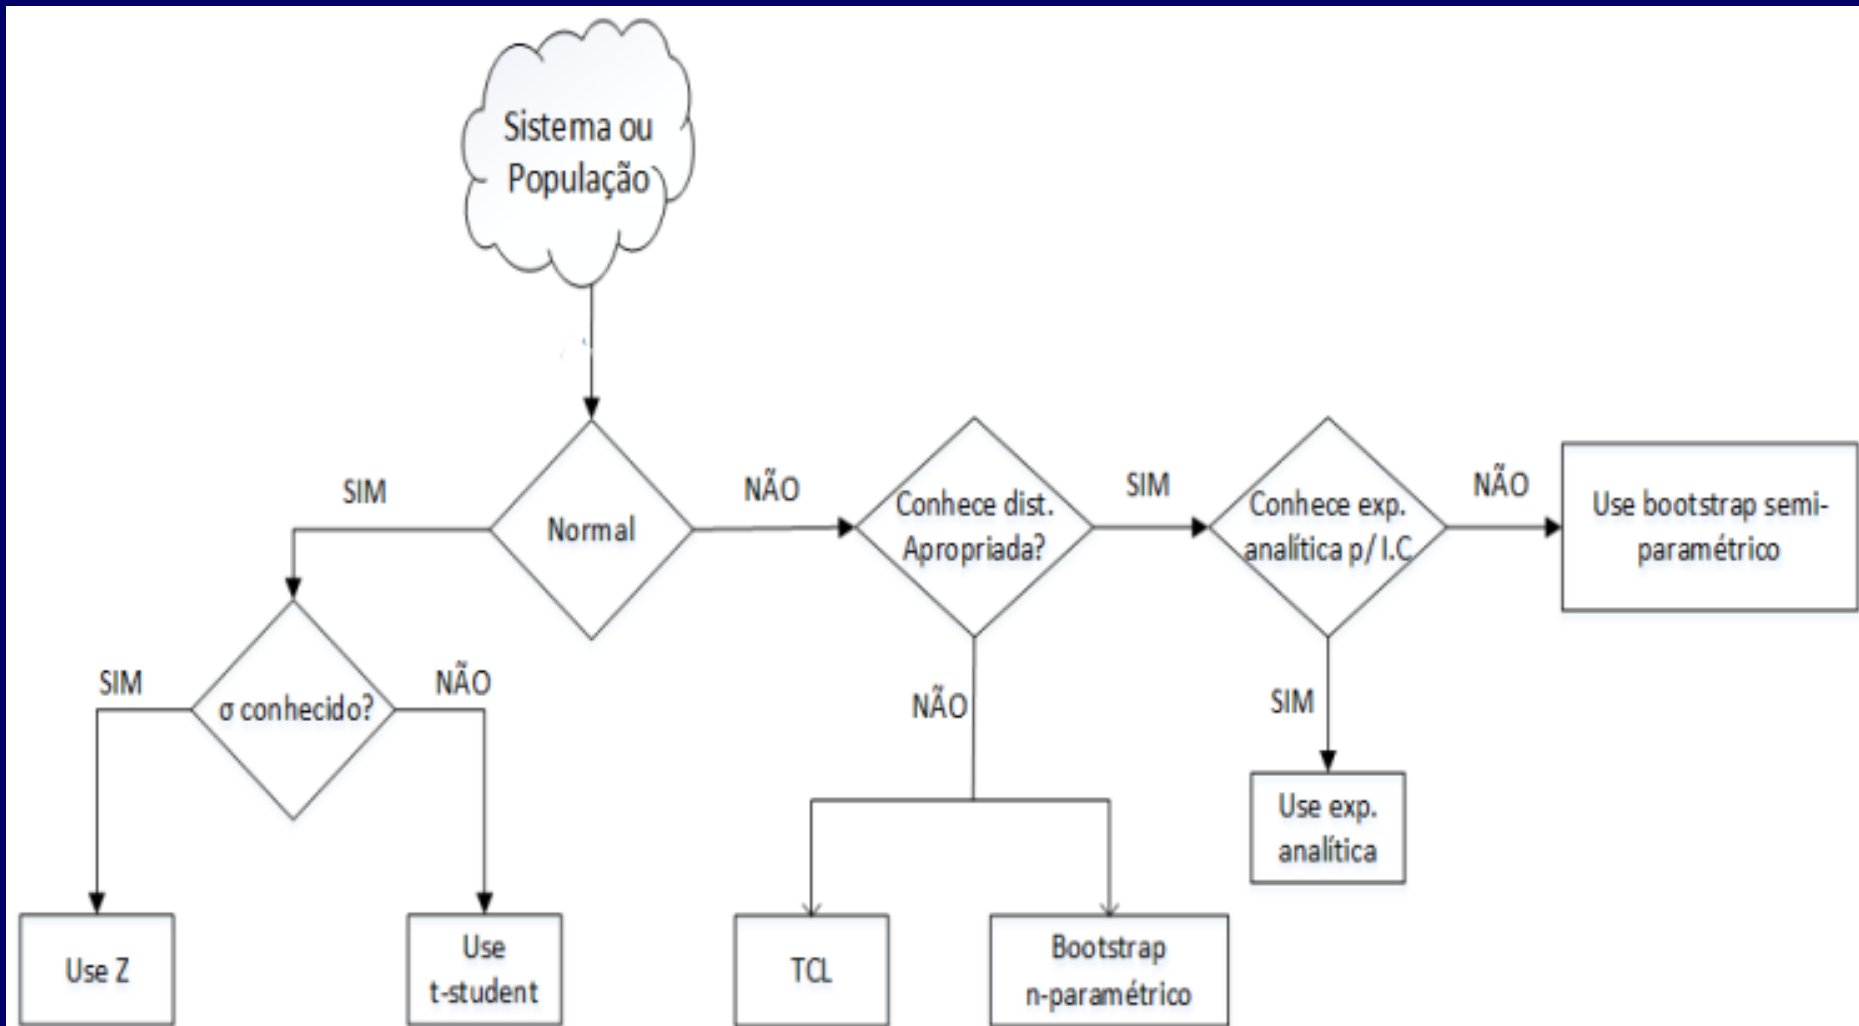 Sistema ou
População
SIM
NÃO
SIM
NÃO
Normal
Conhece dist.
Apropriada?
Conhece exp.
analítica p/ I.C
Use bootstrap semi-
paramétrico
SIM
NÃO
σ conhecido?
NÃO
SIM
Use exp.
analítica
Use Z
Use
t-student
TCL
Bootstrap
n-paramétrico